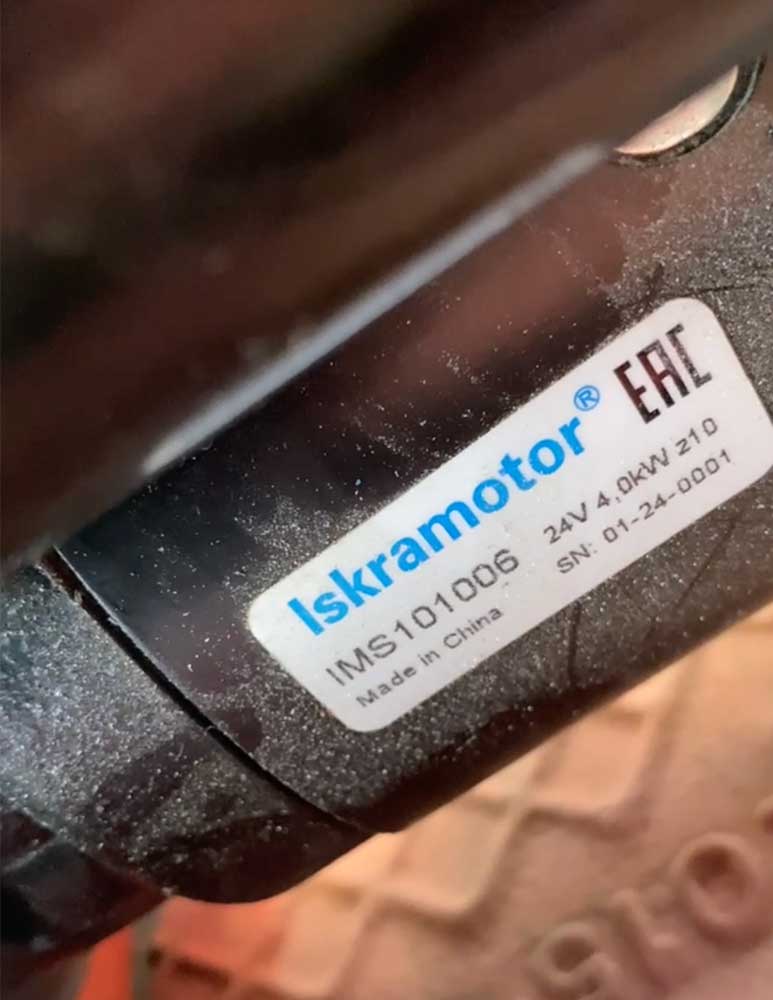 Iskramotor®
EAC
IMS101006
24V 4,0kW Z10
Made in China
SN: 01-24-0001